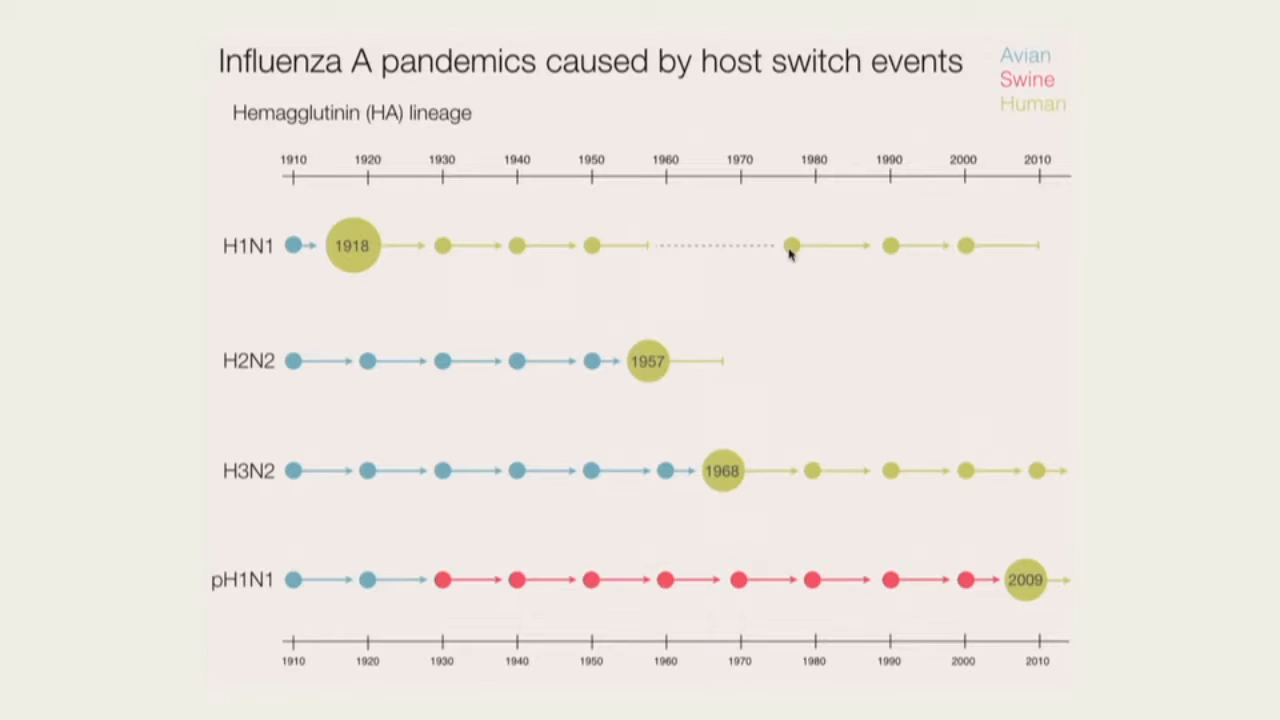 Influenza A pandemics caused by host switch events
Avian
Swine
Human
Hemagglutinin (HA) lineage
1910 1920 1930 1940 1950 1960 1970 1980 1990 2000 2010
H1N1 1918
H2N2 1957
H3N2 1968
pH1N1 2009
1910 1920 1930 1940 1950 1960 1970 1980 1990 2000 2010